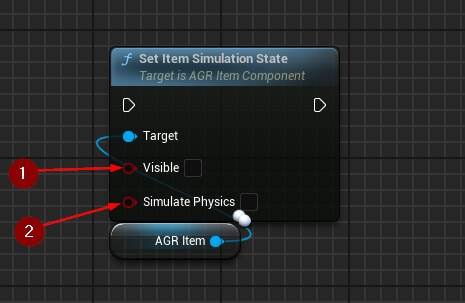 f Set Item Simulation State
Target is AGR Item Component
Target
1
Visible
Simulate Physics
2
AGR Item